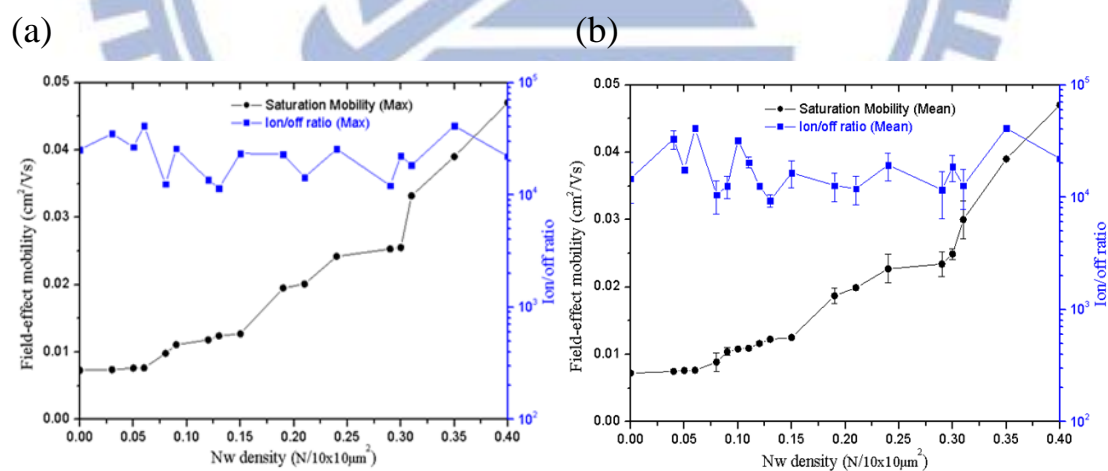 (a)
(b)
Saturation Mobility (Max)
Ion/off ratio (Max)
Field-effect mobility (cm²/Vs)
0.05
0.04
0.03
0.02
0.01
0.00
10⁵
10⁴
10³
10²
Ion/off ratio
0.00 0.05 0.10 0.15 0.20 0.25 0.30 0.35 0.40
Nw density (N/10x10μm²)
Saturation Mobility (Mean)
Ion/off ratio (Mean)
Field-effect mobility (cm²/Vs)
0.05
0.04
0.03
0.02
0.01
0.00
10⁵
10⁴
10³
10²
Ion/off ratio
0.00 0.05 0.10 0.15 0.20 0.25 0.30 0.35 0.40
Nw density (N/10x10μm²)